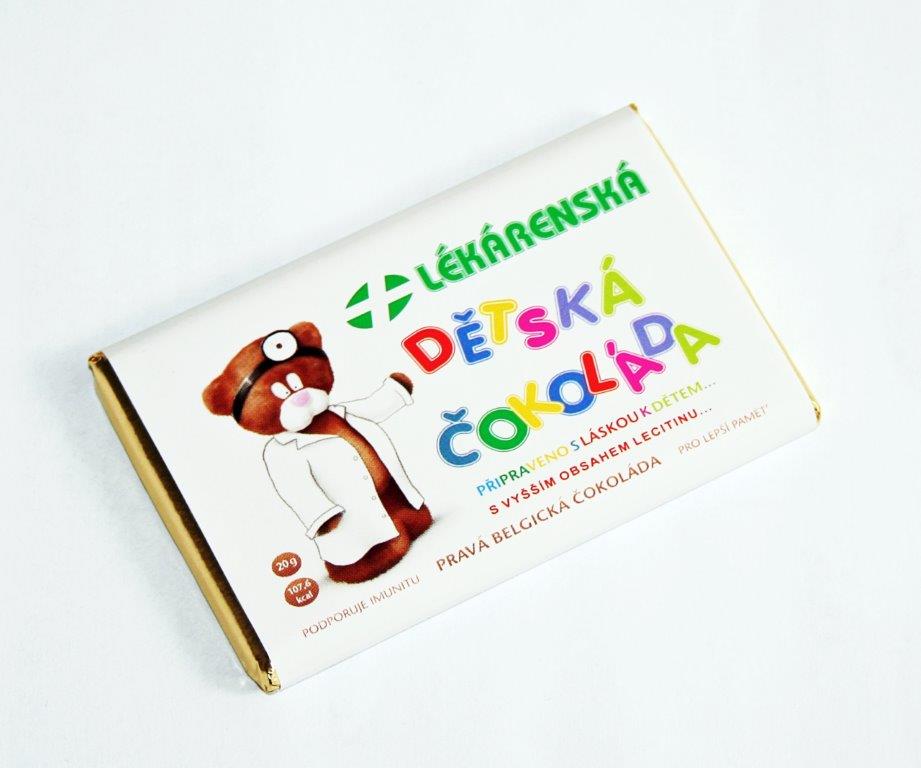 LÉKÁRENSKÁ
DĚTSKÁ
ČOKOLÁDA
PŘIPRAVENO S LÁSKOU K DĚTEM...
S VYŠŠÍM OBSAHEM LECITINU...
PRAVÁ BELGICKÁ ČOKOLÁDA
PRO LEPŠÍ PAMĚŤ
20 g
107,6
kcal
PODPORUJE IMUNITU